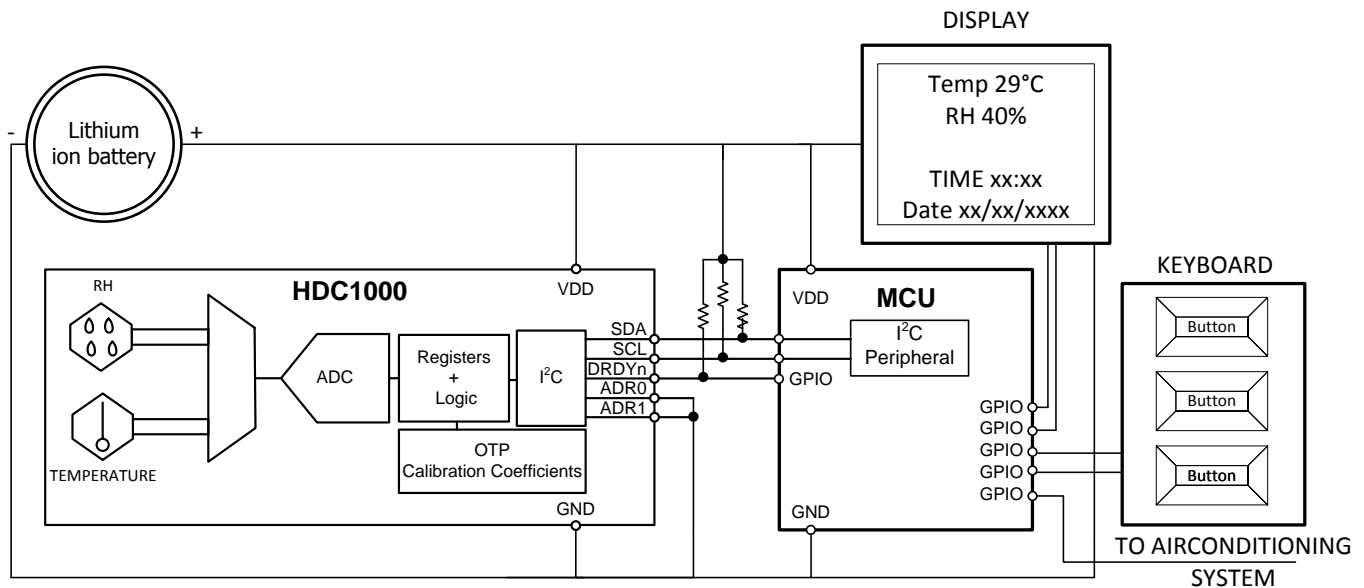 DISPLAY
Temp 29°C
RH 40%
TIME xx:xx
Date xx/xx/xxxx
-
Lithium
ion battery
+
KEYBOARD
Button
Button
Button
HDC1000
RH
TEMPERATURE
ADC
Registers
+
Logic
OTP
Calibration Coefficients
I²C
VDD
SDA
SCL
DRDYn
ADR0
ADR1
GND
MCU
VDD
I²C
Peripheral
GPIO
GPIO
GPIO
GPIO
GPIO
GPIO
GND
TO AIRCONDITIONING
SYSTEM